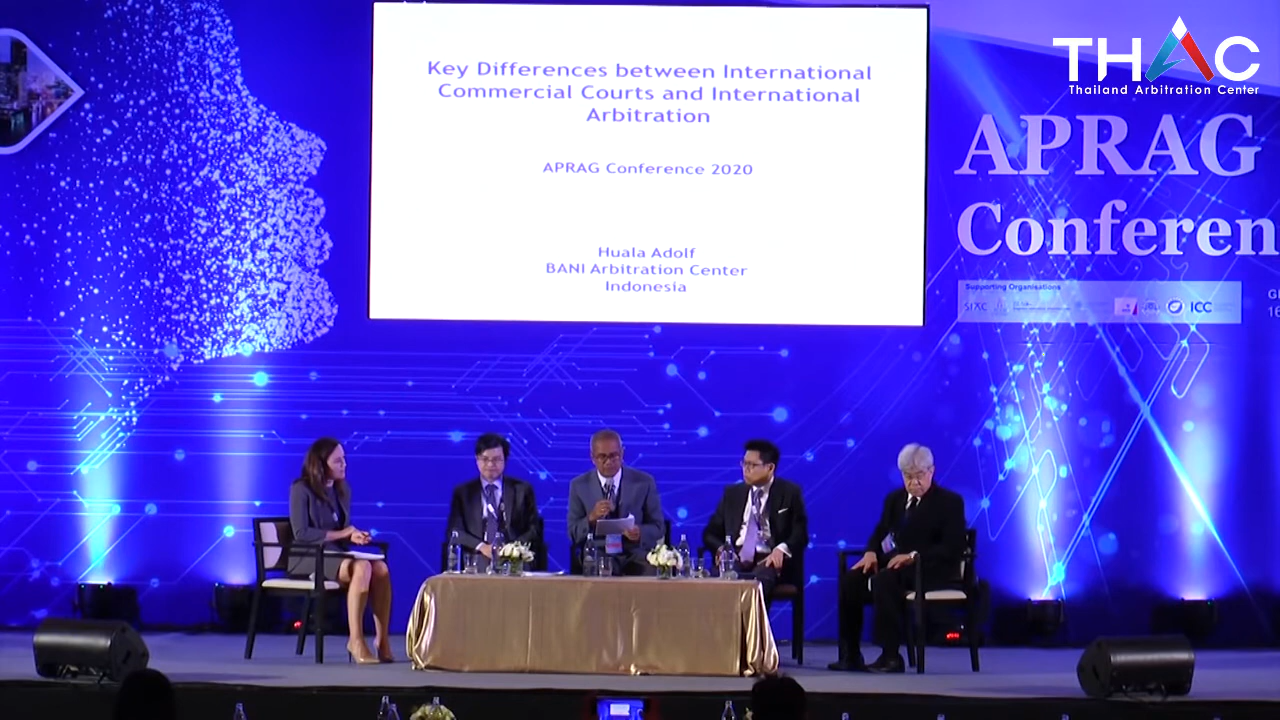 Key Differences between International
Commercial Courts and International
Arbitration
APRAG Conference 2020
Huala Adolf
BANI Arbitration Center
Indonesia
THAC
Thailand Arbitration Center
APRAG
Conferen
Supporting Organisations
SIAC
ICC